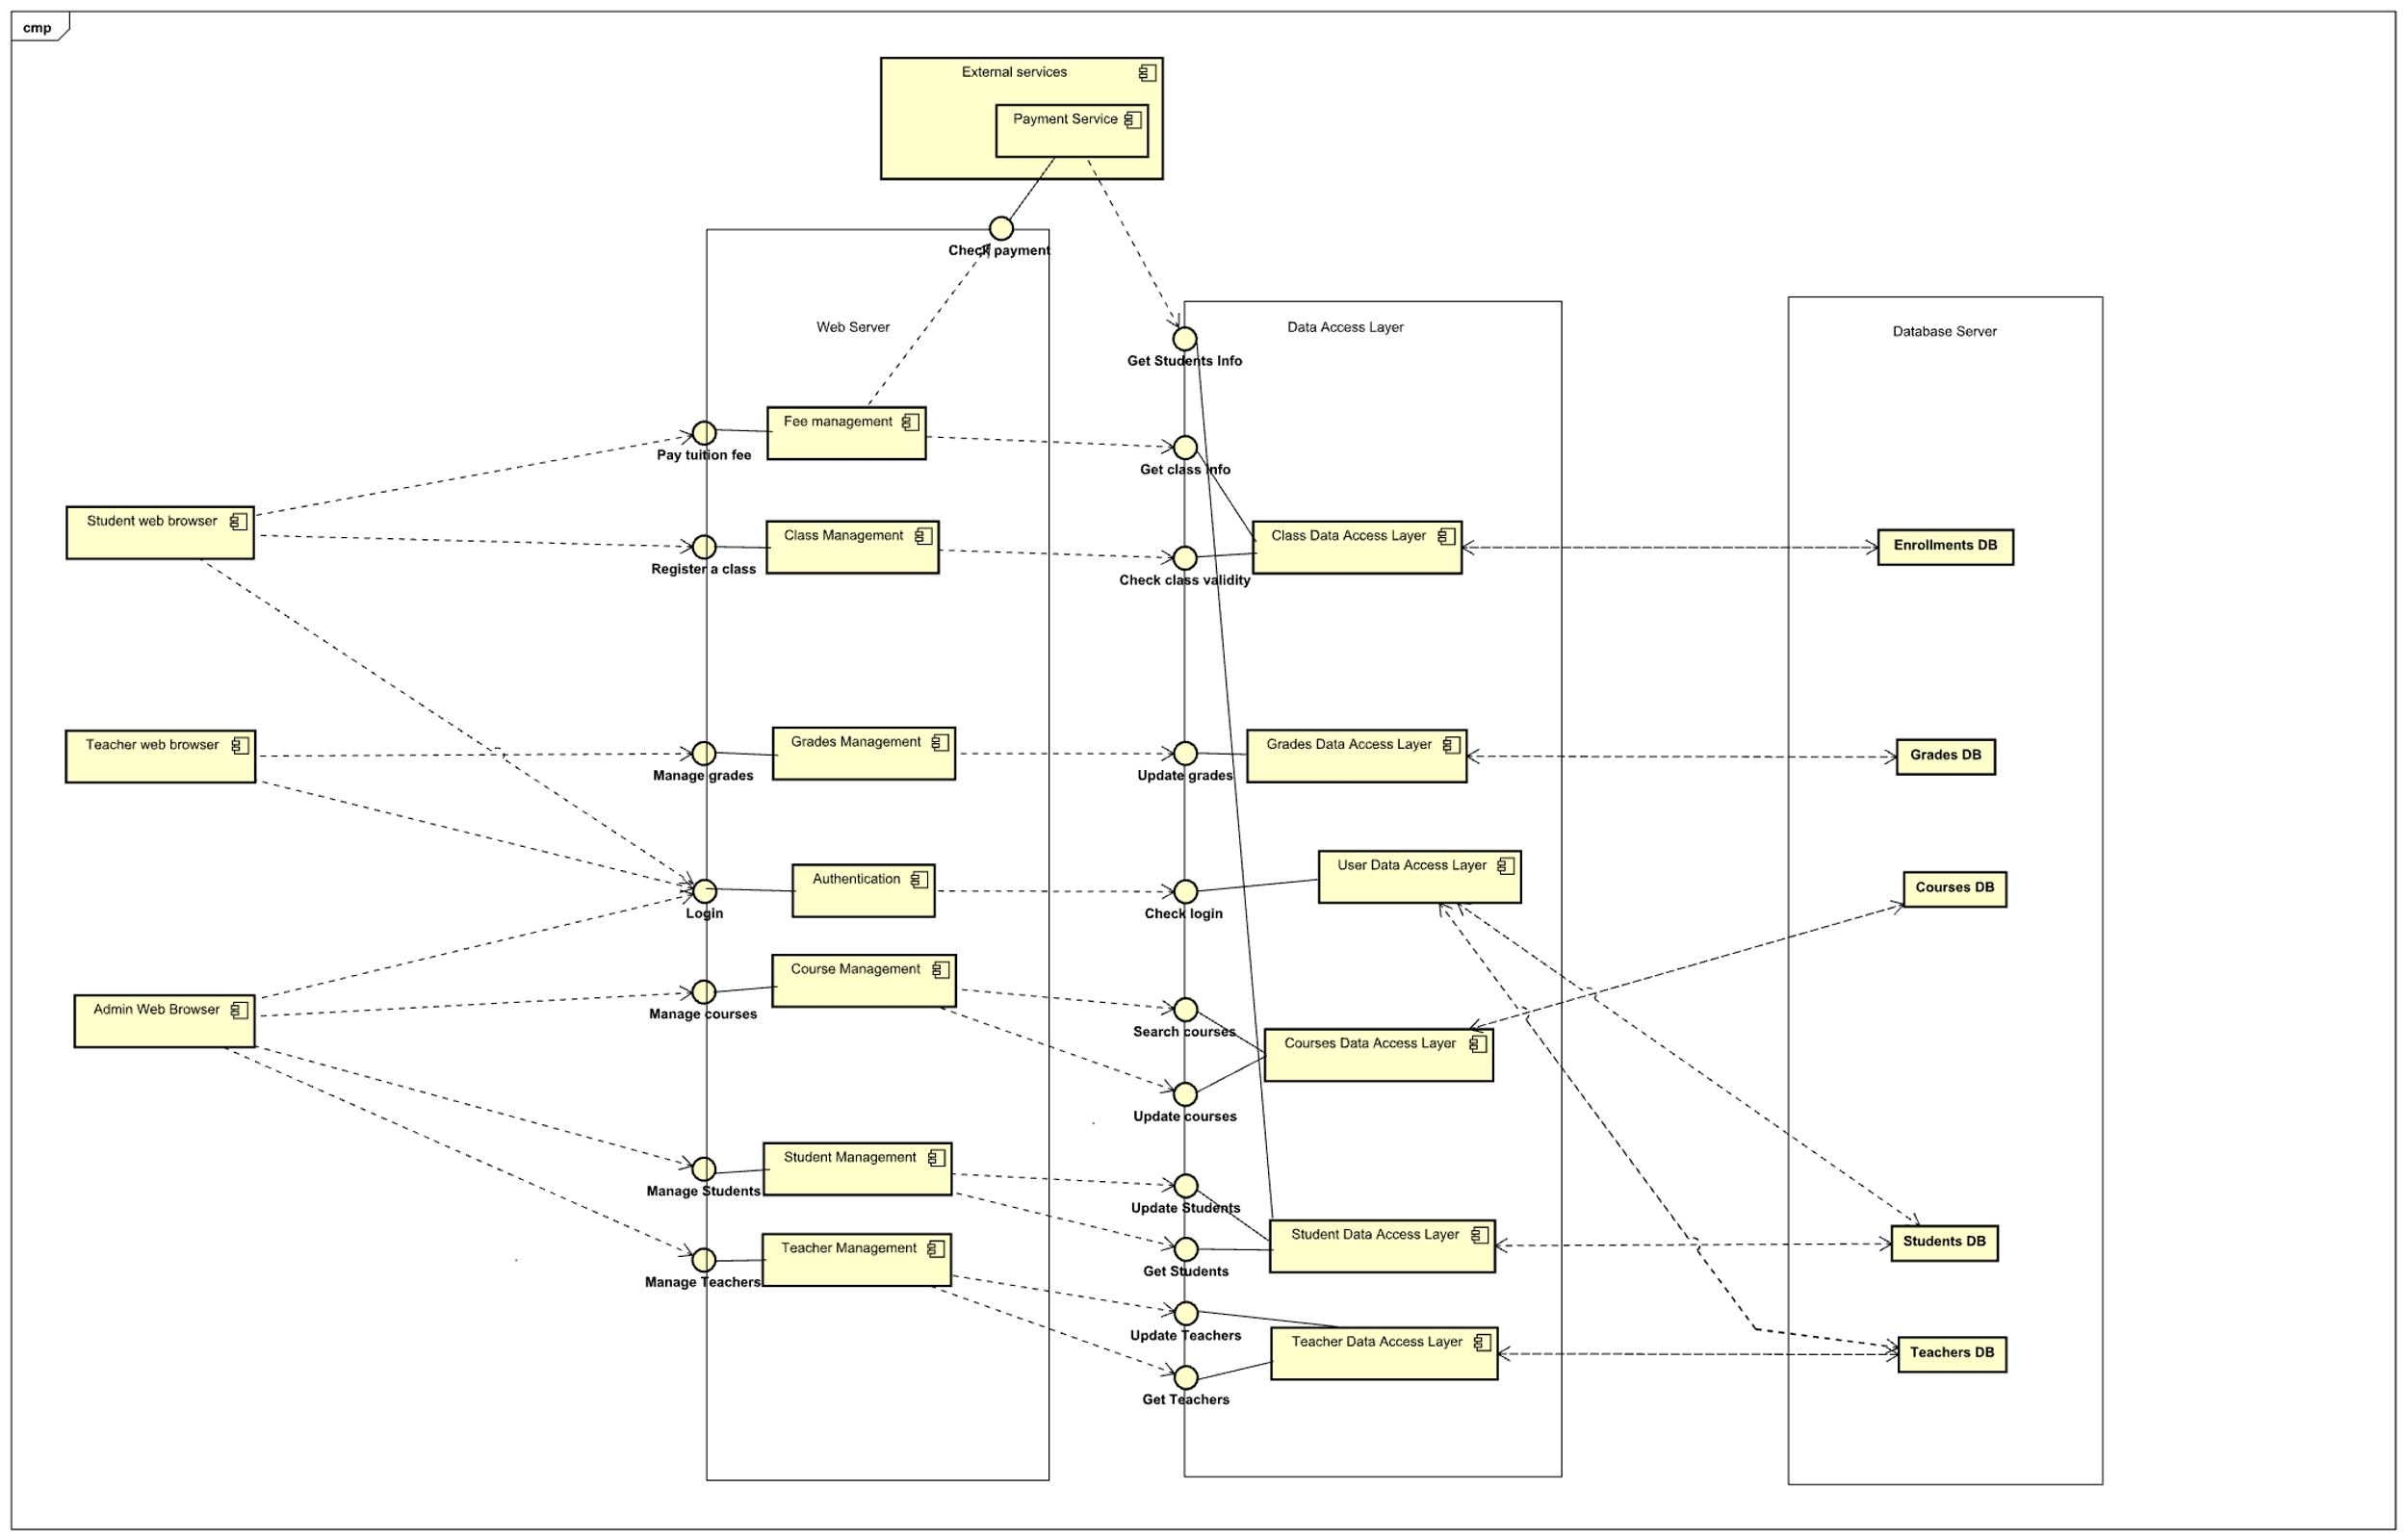 cmp
External services
Payment Service
Check payment
Web Server
Data Access Layer
Database Server
Get Students Info
Fee management
Pay tuition fee
Get class info
Student web browser
Class Management
Register a class
Check class validity
Class Data Access Layer
Enrollments DB
Teacher web browser
Grades Management
Manage grades
Update grades
Grades Data Access Layer
Grades DB
Authentication
Login
Check login
User Data Access Layer
Courses DB
Admin Web Browser
Course Management
Manage courses
Search courses
Courses Data Access Layer
Update courses
Student Management
Manage Students
Update Students
Student Data Access Layer
Students DB
Teacher Management
Manage Teachers
Get Students
Update Teachers
Teacher Data Access Layer
Teachers DB
Get Teachers